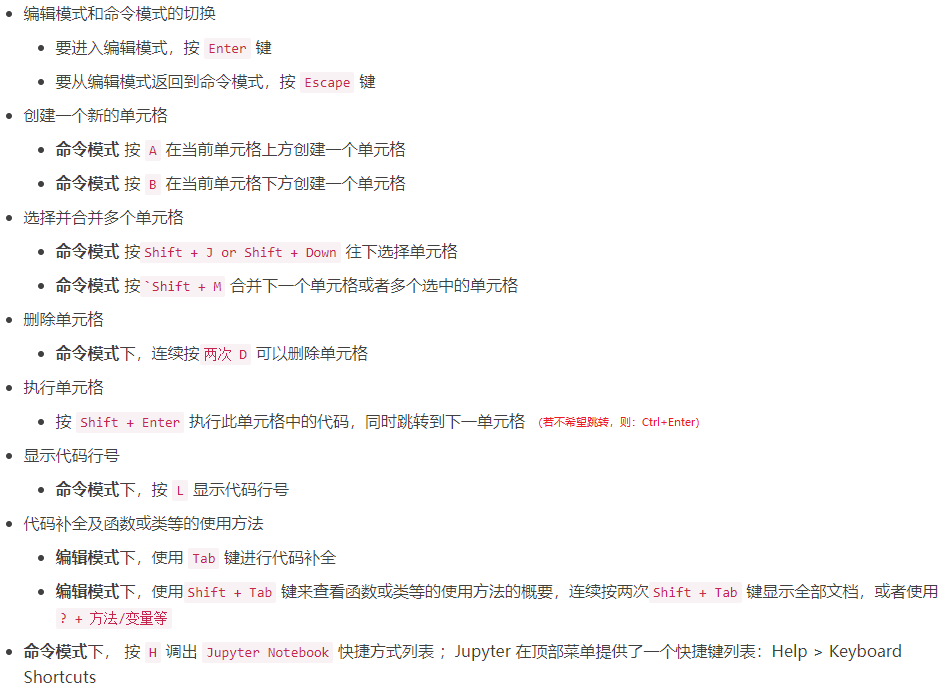 编辑模式和命令模式的切换
要进入编辑模式，按 Enter 键
要从编辑模式返回到命令模式，按 Escape 键
创建一个新的单元格
命令模式 按 A 在当前单元格上方创建一个单元格
命令模式 按 B 在当前单元格下方创建一个单元格
选择并合并多个单元格
命令模式 按 Shift + J or Shift + Down 往下选择单元格
命令模式 按 `Shift + M 合并下一个单元格或者多个选中的单元格
删除单元格
命令模式下，连续按 两次 D 可以删除单元格
执行单元格
按 Shift + Enter 执行此单元格中的代码，同时跳转到下一单元格 （若不希望跳转，则：Ctrl+Enter）
显示代码行号
命令模式下，按 L 显示代码行号
代码补全及函数或类等的使用方法
编辑模式下，使用 Tab 键进行代码补全
编辑模式下，使用 Shift + Tab 键来查看函数或类等的使用方法的概要，连续按两次 Shift + Tab 键显示全部文档，或者使用
? + 方法/变量等
命令模式下， 按 H 调出 Jupyter Notebook 快捷方式列表 ；Jupyter 在顶部菜单提供了一个快捷键列表：Help > Keyboard
Shortcuts